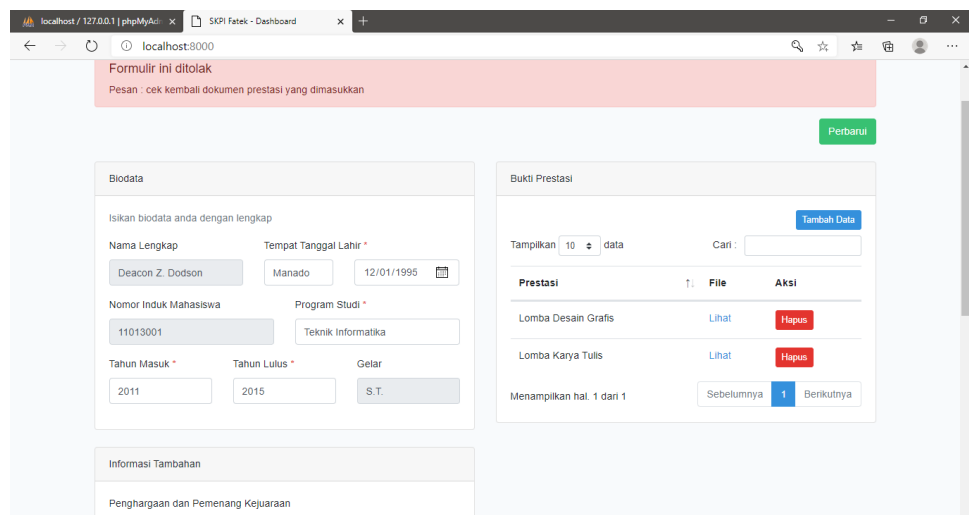 localhost / 127.0.0.1 | phpMyAdm
SKPI Fatek - Dashboard
localhost:8000
Formulir ini ditolak
Pesan : cek kembali dokumen prestasi yang dimasukkan
Perbarui
Biodata
Isikan biodata anda dengan lengkap
Nama Lengkap
Tempat Tanggal Lahir *
Deacon Z. Dodson
Manado
12/01/1995
Nomor Induk Mahasiswa
Program Studi *
11013001
Teknik Informatika
Tahun Masuk *
Tahun Lulus *
Gelar
2011
2015
S.T.
Informasi Tambahan
Penghargaan dan Pemenang Kejuaraan
Bukti Prestasi
Tambah Data
Tampilkan 10 data
Cari :
Prestasi
File
Aksi
Lomba Desain Grafis
Lihat
Hapus
Lomba Karya Tulis
Lihat
Hapus
Menampilkan hal. 1 dari 1
Sebelumnya
1
Berikutnya